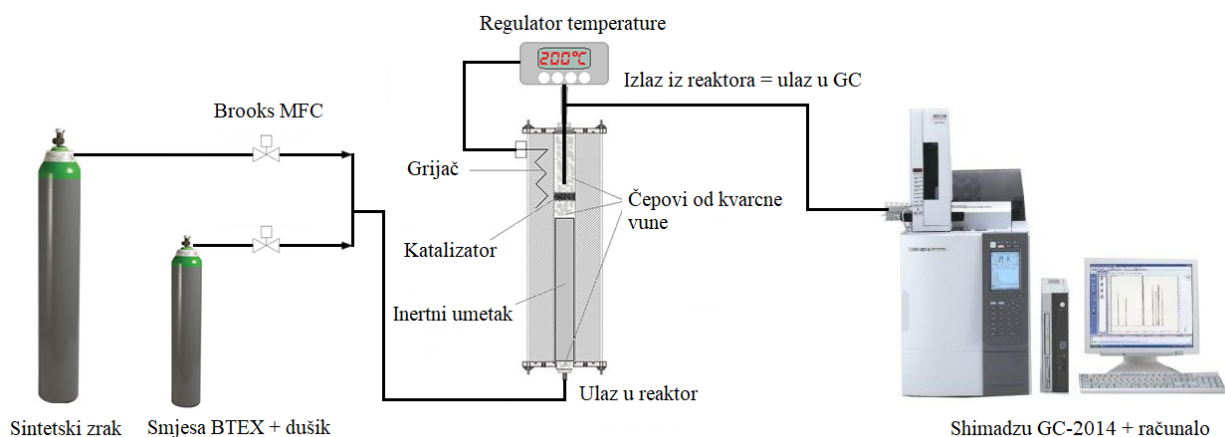 Regulator temperature
200°C
Izlaz iz reaktora = ulaz u GC
Brooks MFC
Grijač
Čepovi od kvarcne
vune
Katalizator
Inertni umetak
Ulaz u reaktor
Sintetski zrak
Smjesa BTEX + dušik
Shimadzu GC-2014 + računalo